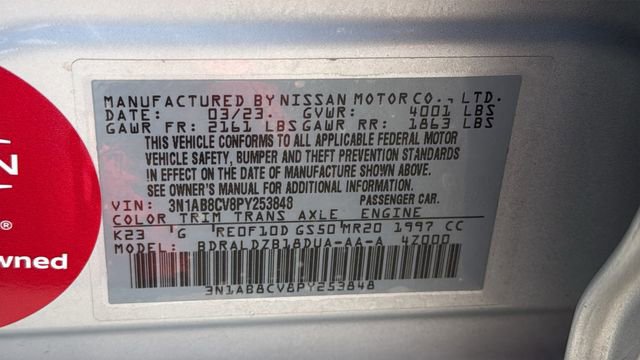 MANUFACTURED BY NISSAN MOTOR CO., LTD.
DATE: 03/23. GVWR: 4001 LBS
GAWR FR: 2161 LBS GAWR RR: 1863 LBS
THIS VEHICLE CONFORMS TO ALL APPLICABLE FEDERAL MOTOR
VEHICLE SAFETY, BUMPER AND THEFT PREVENTION STANDARDS
IN EFFECT ON THE DATE OF MANUFACTURE SHOWN ABOVE.
SEE OWNER'S MANUAL FOR ADDITIONAL INFORMATION.
VIN: 3N1AB8CV8PY253848 PASSENGER CAR.
COLOR TRIM TRANS AXLE ENGINE
K23 G RE0F10D GS50 MR20 1997 CC
MODEL: BDRALDZB18DUA-AA-A 4Z000
3N1AB8CV8PY253848
®
wned